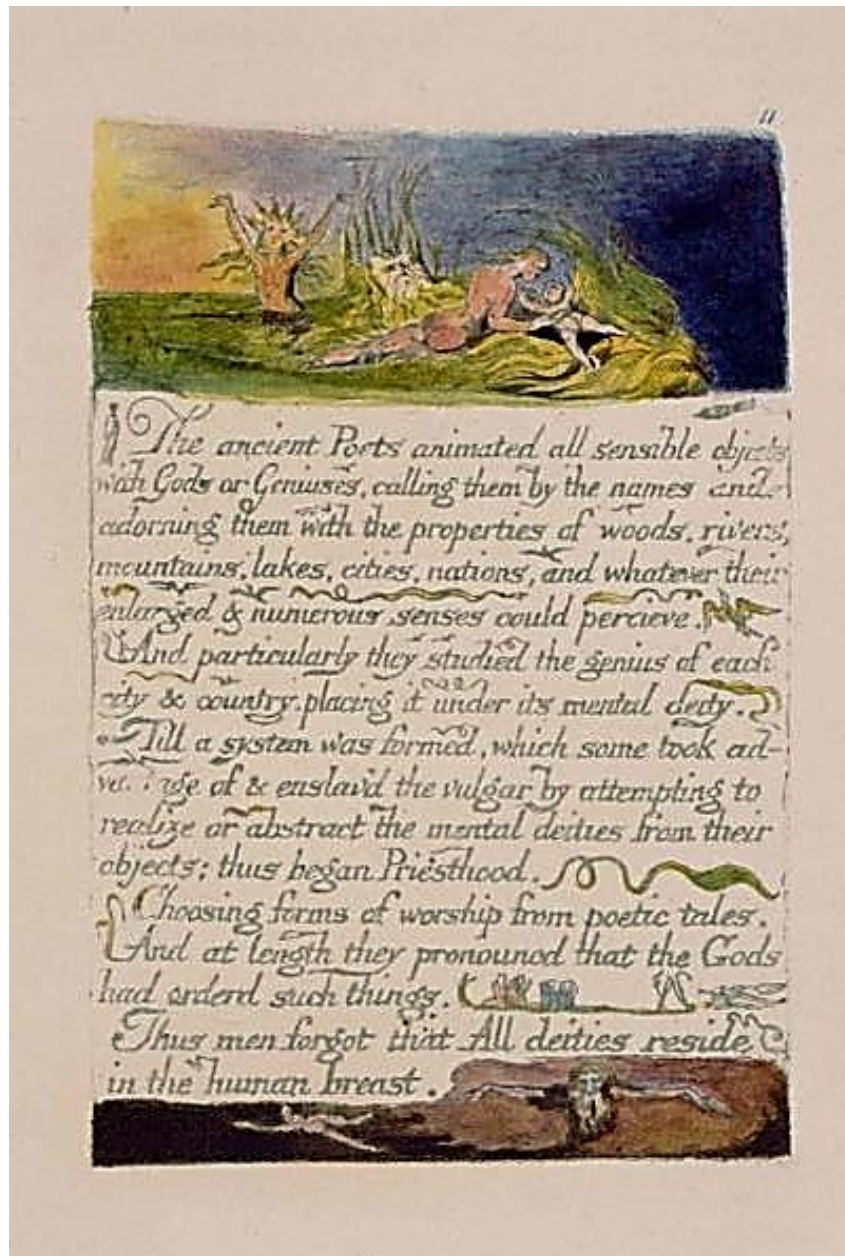 11
The ancient Poets animated all sensible objects
with Gods or Geniuses, calling them by the names and
adorning them with the properties of woods, rivers,
mountains, lakes, cities, nations, and whatever their
enlarged & numerous senses could percieve.
And particularly they studied the genius of each
city & country. placing it under its mental deity.
Till a system was formed, which some took ad-
vantage of & enslav'd the vulgar by attempting to
realize or abstract the mental deities from their
objects; thus began Priesthood.
Choosing forms of worship from poetic tales.
And at length they pronouncd that the Gods
had orderd such things.
Thus men forgot that All deities reside
in the human breast.